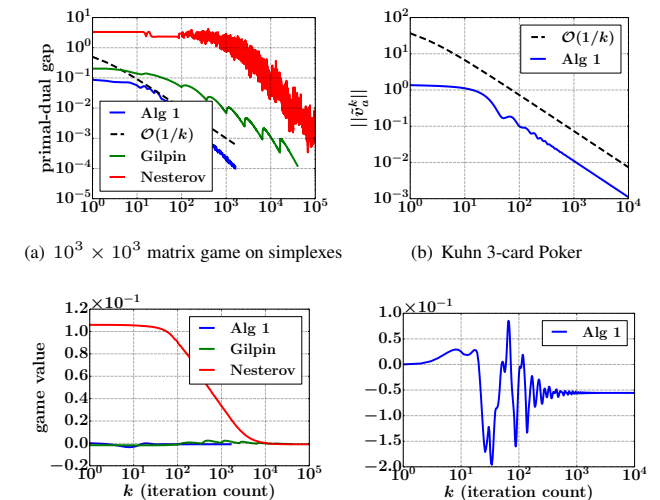 10^1
10^0
10^-1
10^-2
10^-3
10^-4
10^-5
primal-dual gap
Alg 1
O(1/k)
Gilpin
Nesterov
10^0 10^1 10^2 10^3 10^4 10^5
10^2
10^1
10^0
10^-1
10^-2
10^-3
||ṽ_a^k||
O(1/k)
Alg 1
10^0 10^1 10^2 10^3 10^4
(a) 10^3 × 10^3 matrix game on simplexes
(b) Kuhn 3-card Poker
1.2 ×10^-1
1.0
0.8
0.6
0.4
0.2
0.0
−0.2
game value
Alg 1
Gilpin
Nesterov
10^0 10^1 10^2 10^3 10^4 10^5
k (iteration count)
1.0 ×10^-1
0.5
0.0
−0.5
−1.0
−1.5
−2.0
Alg 1
10^0 10^1 10^2 10^3 10^4
k (iteration count)